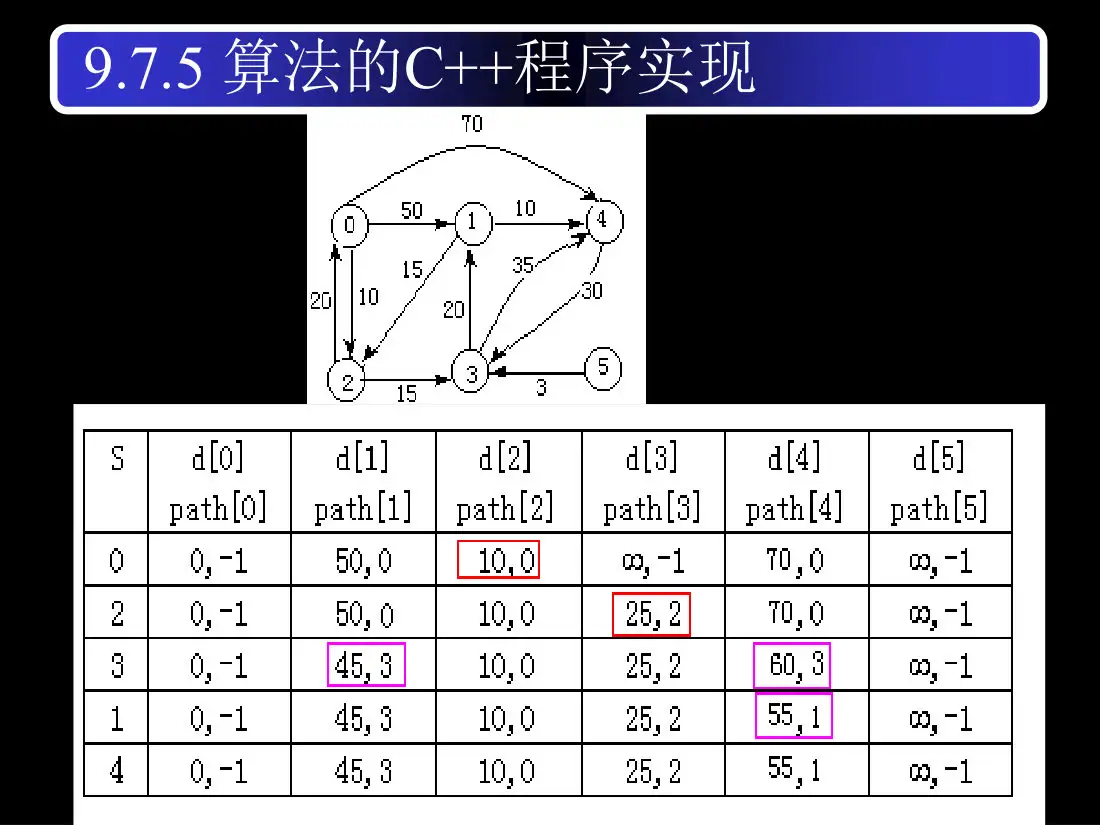 9.7.5 算法的C++程序实现
70
0 50 1 10 4
15 35
20 10 20 30
2 15 3 3 5
S d[0] d[1] d[2] d[3] d[4] d[5]
path[0] path[1] path[2] path[3] path[4] path[5]
0 0,-1 50,0 10,0 ∞,-1 70,0 ∞,-1
2 0,-1 50,0 10,0 25,2 70,0 ∞,-1
3 0,-1 45,3 10,0 25,2 60,3 ∞,-1
1 0,-1 45,3 10,0 25,2 55,1 ∞,-1
4 0,-1 45,3 10,0 25,2 55,1 ∞,-1